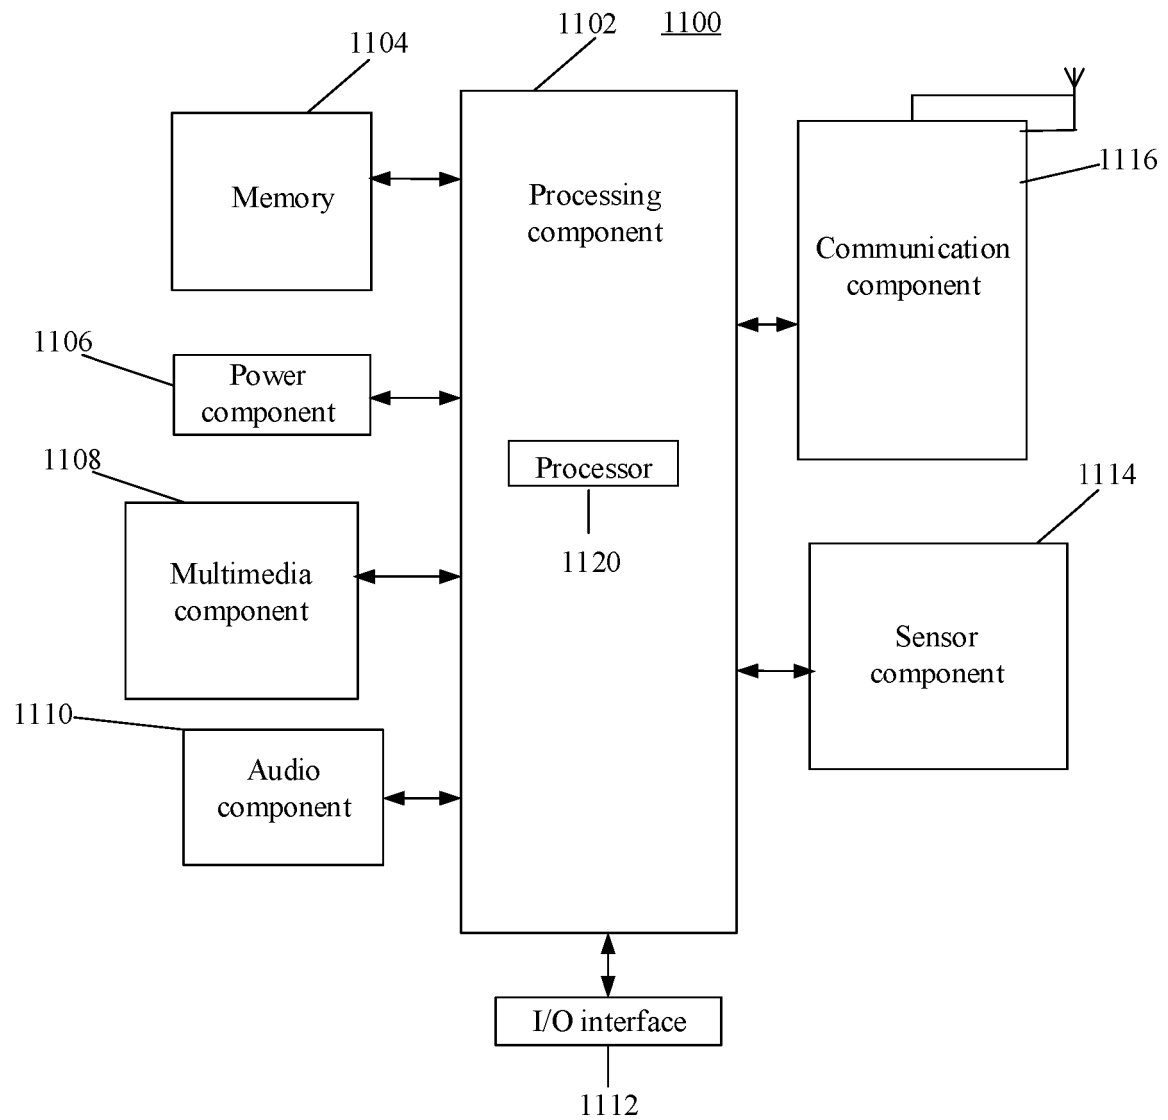 1102
1100
1104
Memory
Processing
component
1116
Communication
component
1106
Power
component
1108
Processor
1120
1114
Multimedia
component
Sensor
component
1110
Audio
component
I/O interface
1112